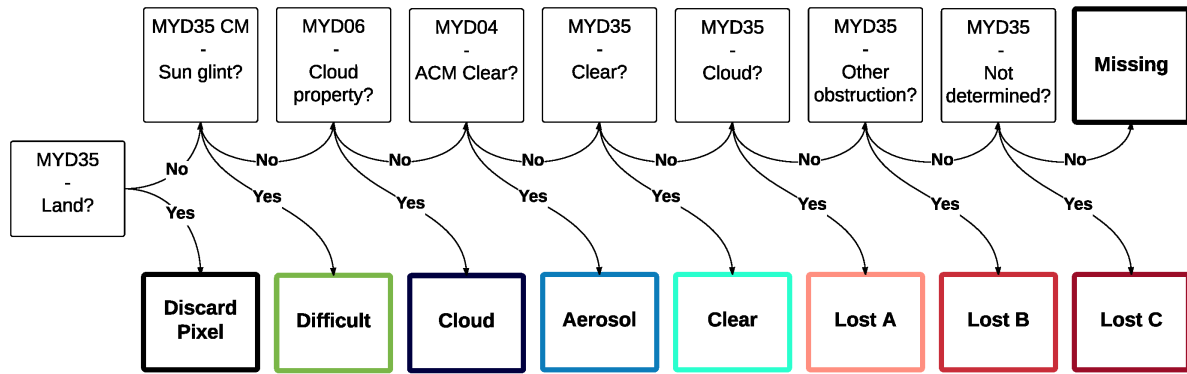 MYD35 CM
-
Sun glint?
MYD06
-
Cloud
property?
MYD04
-
ACM Clear?
MYD35
-
Clear?
MYD35
-
Cloud?
MYD35
-
Other
obstruction?
MYD35
-
Not
determined?
Missing
MYD35
-
Land?
No
No
No
No
No
No
No
No
Yes
Yes
Yes
Yes
Yes
Yes
Yes
Yes
Discard
Pixel
Difficult
Cloud
Aerosol
Clear
Lost A
Lost B
Lost C